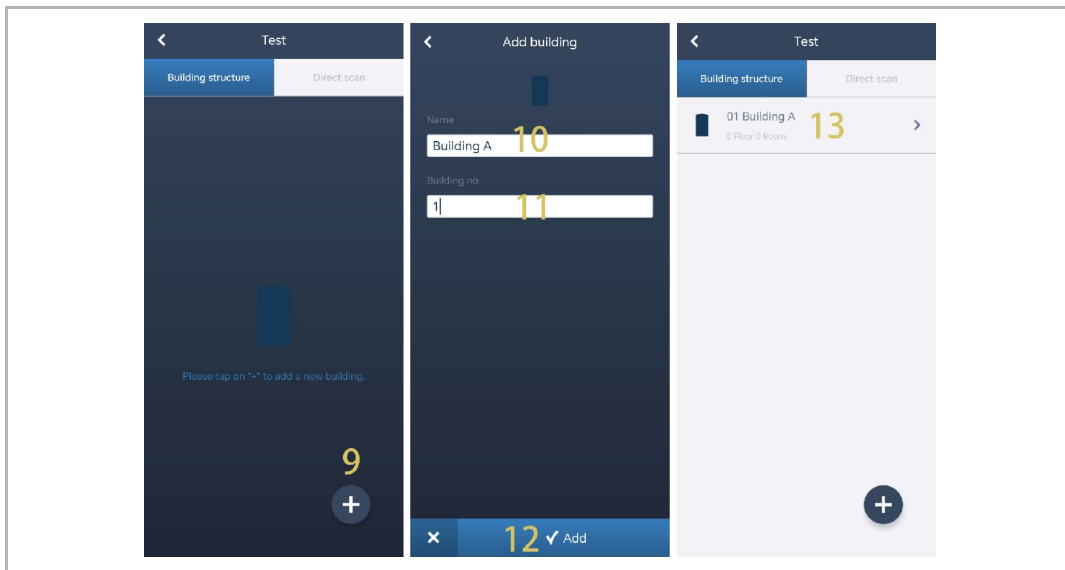 Test
Building structure
Direct scan
Please tap on "+" to add a new building.
9
+
Add building
Name
Building A
10
Building no.
1
11
12
Add
Test
Building structure
Direct scan
01 Building A
13
0 Floor 0 Room
+